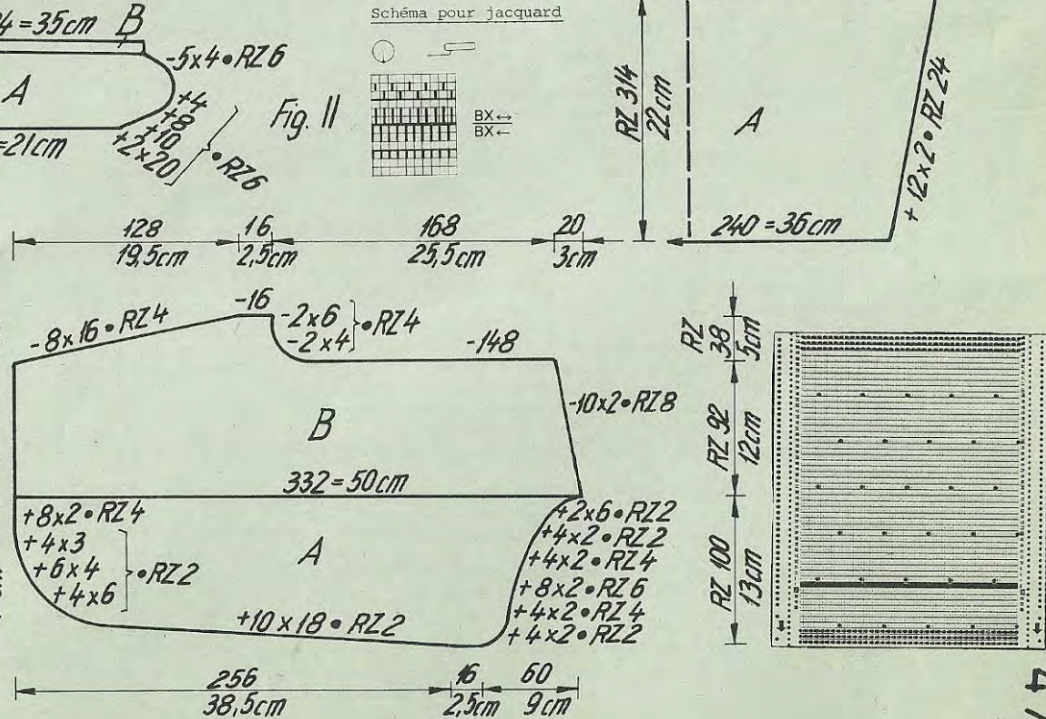 4=35cm B
-5x4•RZ6
A
+4
+8
+10
+2x20
•RZ6
=21cm
Fig. II
Schéma pour jacquard
BX↔
BX←
RZ 314
22cm
A
+12x2•RZ24
240=36cm
128
19,5cm
16
2,5cm
168
25,5cm
20
3cm
-8x16•RZ4
-16
-2x6
-2x4
•RZ4
-148
-10x2•RZ8
B
332=50cm
RZ
38
5cm
RZ 92
12cm
RZ 100
13cm
+8x2•RZ4
+4x3
+6x4
+4x6
•RZ2
A
+10x18•RZ2
+2x6•RZ2
+4x2•RZ2
+4x2•RZ4
+8x2•RZ6
+4x2•RZ4
+4x2•RZ2
256
38,5cm
16
2,5cm
60
9cm